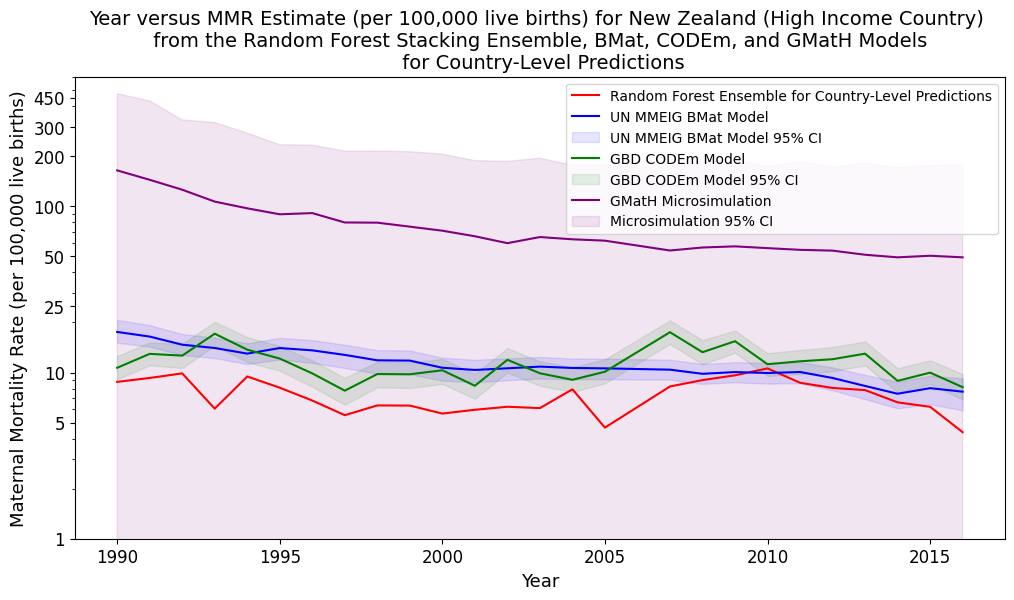 Year versus MMR Estimate (per 100,000 live births) for New Zealand (High Income Country)
from the Random Forest Stacking Ensemble, BMat, CODEm, and GMatH Models
for Country-Level Predictions
Maternal Mortality Rate (per 100,000 live births)
450
300
200
100
50
25
10
5
1
Random Forest Ensemble for Country-Level Predictions
UN MMEIG BMat Model
UN MMEIG BMat Model 95% CI
GBD CODEm Model
GBD CODEm Model 95% CI
GMatH Microsimulation
Microsimulation 95% CI
1990
1995
2000
2005
2010
2015
Year